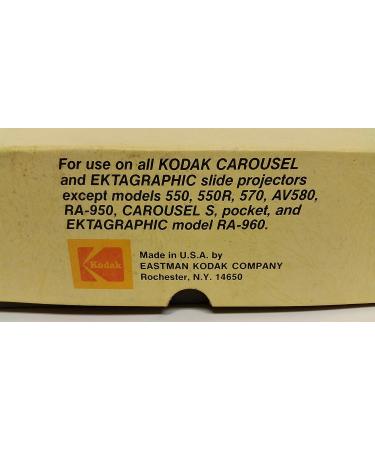 For use on all KODAK CAROUSEL
and EKTAGRAPHIC slide projectors
except models 550, 550R, 570, AV580,
RA-950, CAROUSEL S, pocket, and
EKTAGRAPHIC model RA-960.
Kodak
Made in U.S.A. by
EASTMAN KODAK COMPANY
Rochester, N.Y. 14650